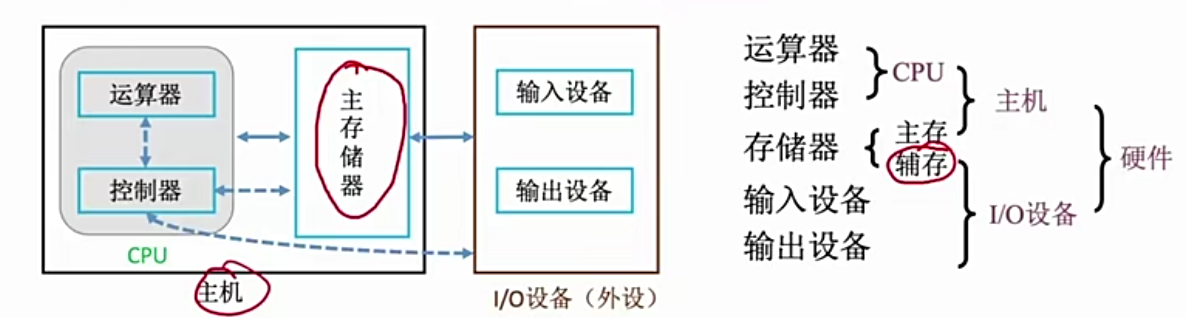 运算器
控制器
CPU
主存储器
主机
输入设备
输出设备
I/O设备（外设）
运算器
控制器
CPU
存储器
主存
辅存
主机
输入设备
输出设备
I/O设备
硬件